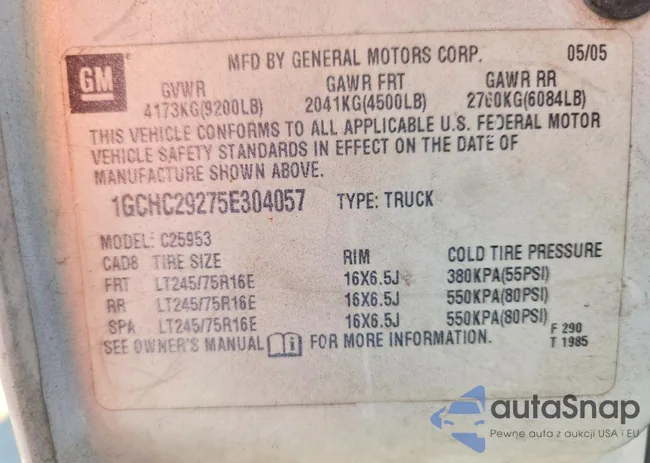 GM
MFD BY GENERAL MOTORS CORP. 05/05
GVWR GAWR FRT GAWR RR
4173KG(9200LB) 2041KG(4500LB) 2760KG(6084LB)
THIS VEHICLE CONFORMS TO ALL APPLICABLE U.S. FEDERAL MOTOR
VEHICLE SAFETY STANDARDS IN EFFECT ON THE DATE OF
MANUFACTURE SHOWN ABOVE.
1GCHC29275E304057 TYPE: TRUCK
MODEL: C25953
CAD8 TIRE SIZE RIM COLD TIRE PRESSURE
FRT LT245/75R16E 16X6.5J 380KPA(55PSI)
RR LT245/75R16E 16X6.5J 550KPA(80PSI)
SPA LT245/75R16E 16X6.5J 550KPA(80PSI)
SEE OWNER'S MANUAL FOR MORE INFORMATION.
F 290
T 1985
autaSnap
Pewne auta z aukcji USA i EU